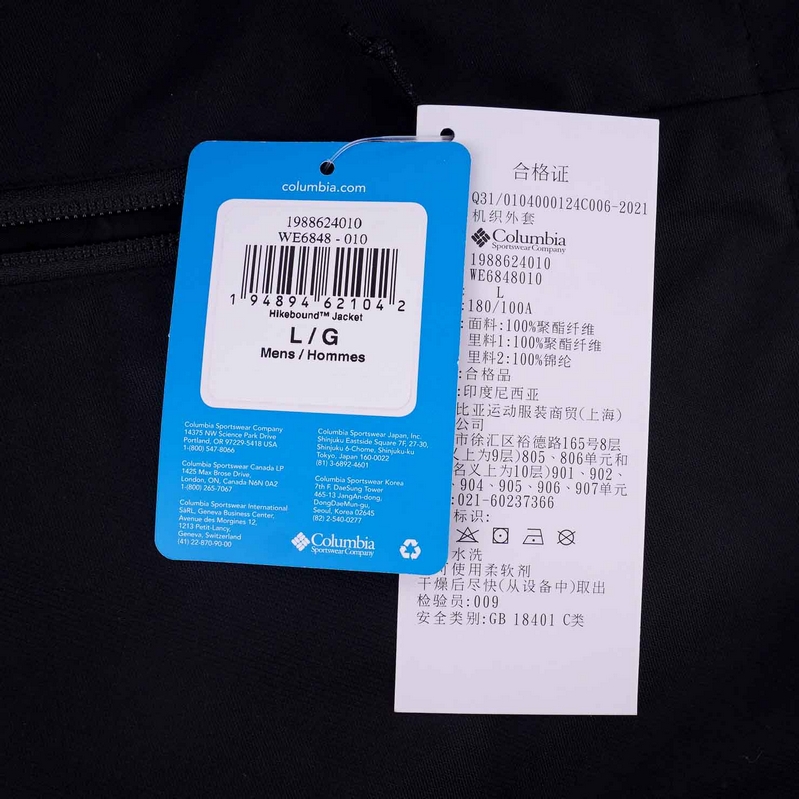 columbia.com
1988624010
WE6848 - 010
1 94894 62104 2
Hikebound™ Jacket
L / G
Mens / Hommes
Columbia Sportswear Company
14375 NW Science Park Drive
Portland, OR 97229-5418 USA
1-(800) 547-8066
Columbia Sportswear Canada LP
1425 Max Brose Drive,
London, ON, Canada N6N 0A2
1-(800) 265-7067
Columbia Sportswear International
SàRL, Geneva Business Center,
Avenue des Morgines 12,
1213 Petit-Lancy,
Geneva, Switzerland
(41) 22-870-90-00
Columbia Sportswear Japan, Inc.
Shinjuku Eastside Square 7F, 27-30,
Shinjuku 6-Chome, Shinjuku-ku
Tokyo, Japan 160-0022
(81) 3-6892-4601
Columbia Sportswear Korea
7th F. DaeSung Tower
465-13 JangAn-dong,
DongDaeMun-gu,
Seoul, Korea 02645
(82) 2-540-0277
Columbia
Sportswear Company
合格证
Q31/0104000124C006-2021
机织外套
Columbia
Sportswear Company
1988624010
WE6848010
: L
:180/100A
:面料:100%聚酯纤维
里料1:100%聚酯纤维
里料2:100%锦纶
:合格品
:印度尼西亚
比亚运动服装商贸(上海)
公司
市徐汇区裕德路165号8层
义上为9层)805、806单元和
名义上为10层)901、902、
、904、905、906、907单元
:021-60237366
标识:
水洗
可使用柔软剂
干燥后尽快(从设备中)取出
检验员:009
安全类别:GB 18401 C类